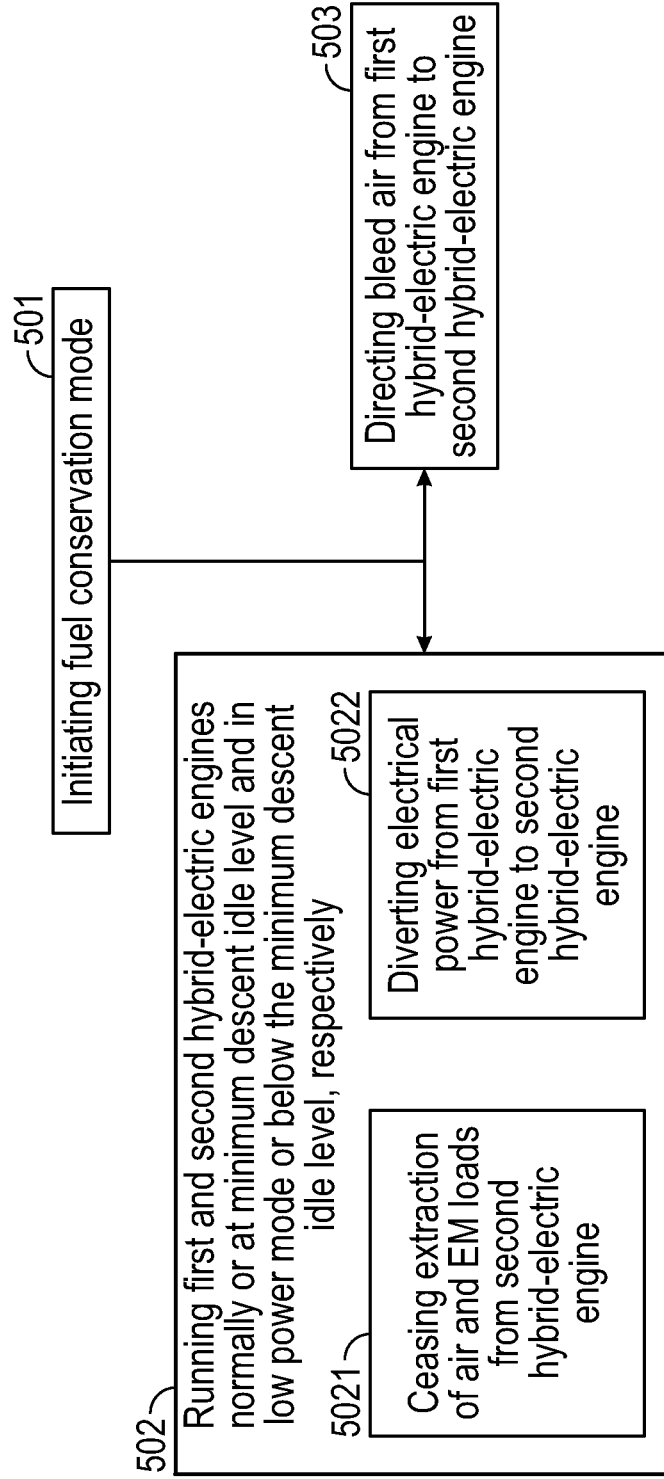 501
Initiating fuel conservation mode
502
Running first and second hybrid-electric engines
normally or at minimum descent idle level and in
low power mode or below the minimum descent
idle level, respectively
5021
Ceasing extraction
of air and EM loads
from second
hybrid-electric
engine
5022
Diverting electrical
power from first
hybrid-electric
engine to second
hybrid-electric
engine
503
Directing bleed air from first
hybrid-electric engine to
second hybrid-electric engine